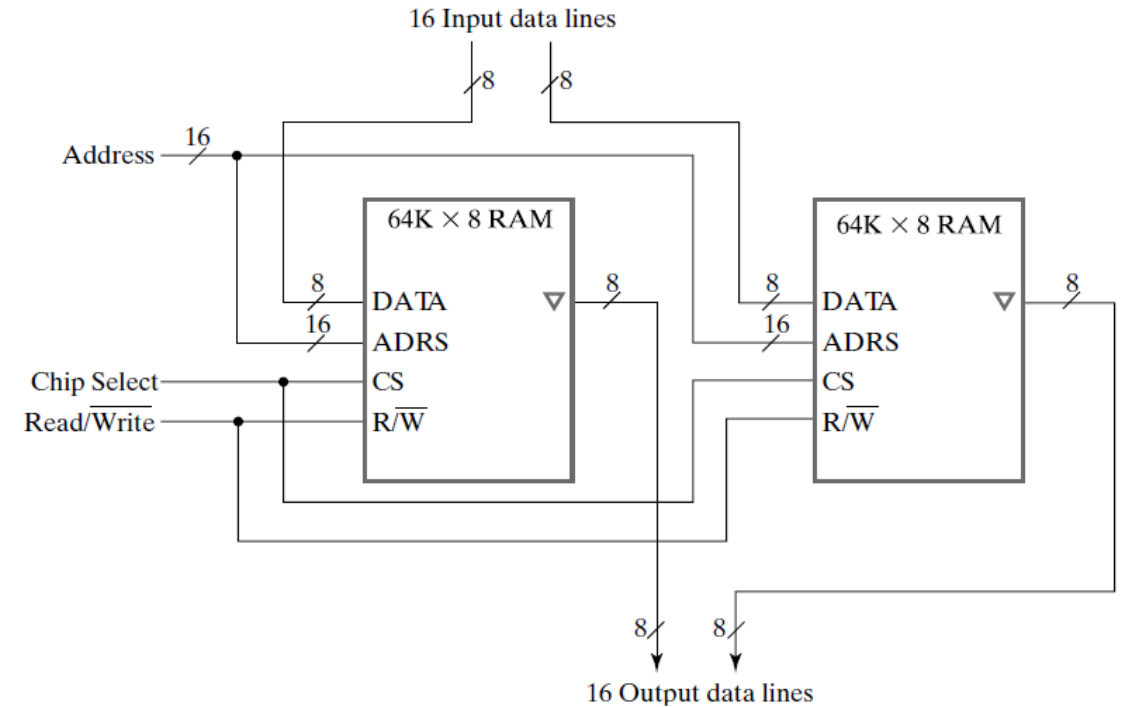 16 Input data lines
8 8
16
Address
64K × 8 RAM
8
DATA
8
16
ADRS
Chip Select
CS
Read/W̅r̅i̅t̅e̅
R/W̅
64K × 8 RAM
8
DATA
8
16
ADRS
CS
R/W̅
8 8
16 Output data lines